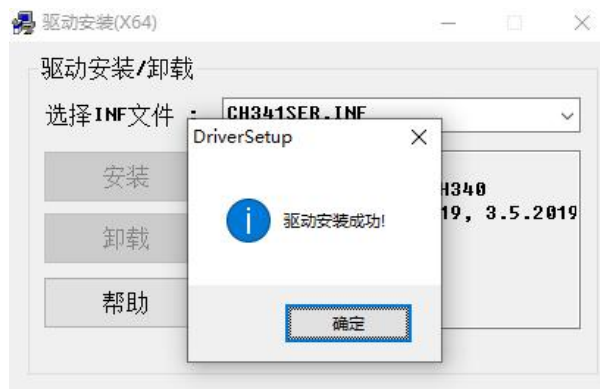 驱动安装(X64)
驱动安装/卸载
选择INF文件 :
CH341SER.INF
DriverSetup
安装
H340
驱动安装成功!
19, 3.5.2019
卸载
帮助
确定